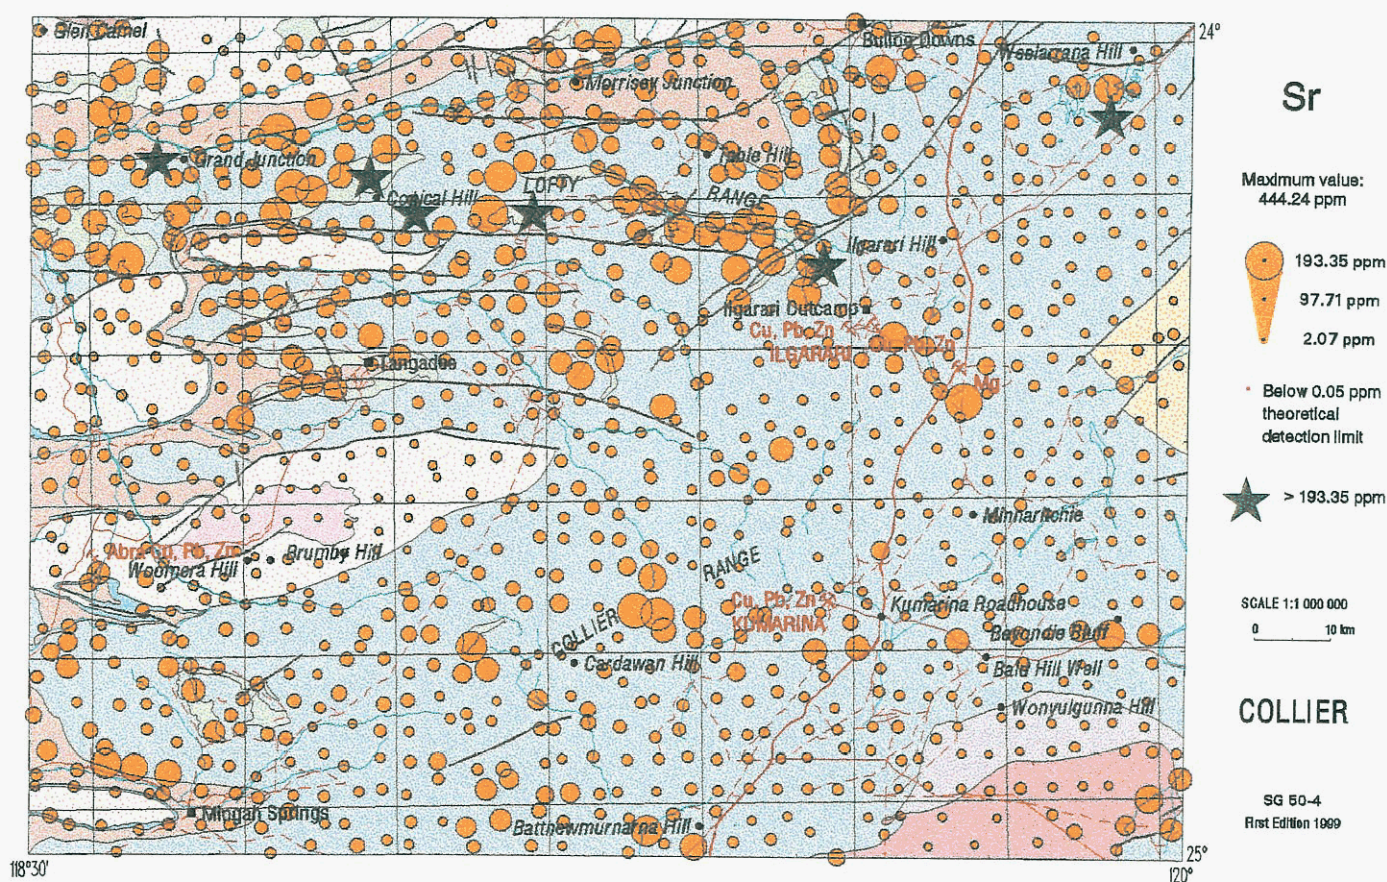 Glen Camel
Bulloo Downs
Weelarrana Hill
24°
Morrisey Junction
Grand Junction
Table Hill
Conical Hill
LOFTY
RANGE
Ilgarari Hill
Ilgarari Outcamp
Cu, Pb, Zn
ILGARARI
Cu, Pb, Zn
Tangadee
Mg
Minnaritchie
Abra Cu, Pb, Zn
Brumby Hill
Woomera Hill
RANGE
Cu, Pb, Zn
KUMARINA
Kumarina Roadhouse
COLLIER
Beyondie Bluff
Cardawan Hill
Bald Hill Well
Wonyulgunna Hill
Mingah Springs
Batthewmurnarna Hill
118°30'
25°
120°
Sr
Maximum value:
444.24 ppm
193.35 ppm
97.71 ppm
2.07 ppm
Below 0.05 ppm
theoretical
detection limit
> 193.35 ppm
SCALE 1:1 000 000
0 10 km
COLLIER
SG 50-4
First Edition 1999